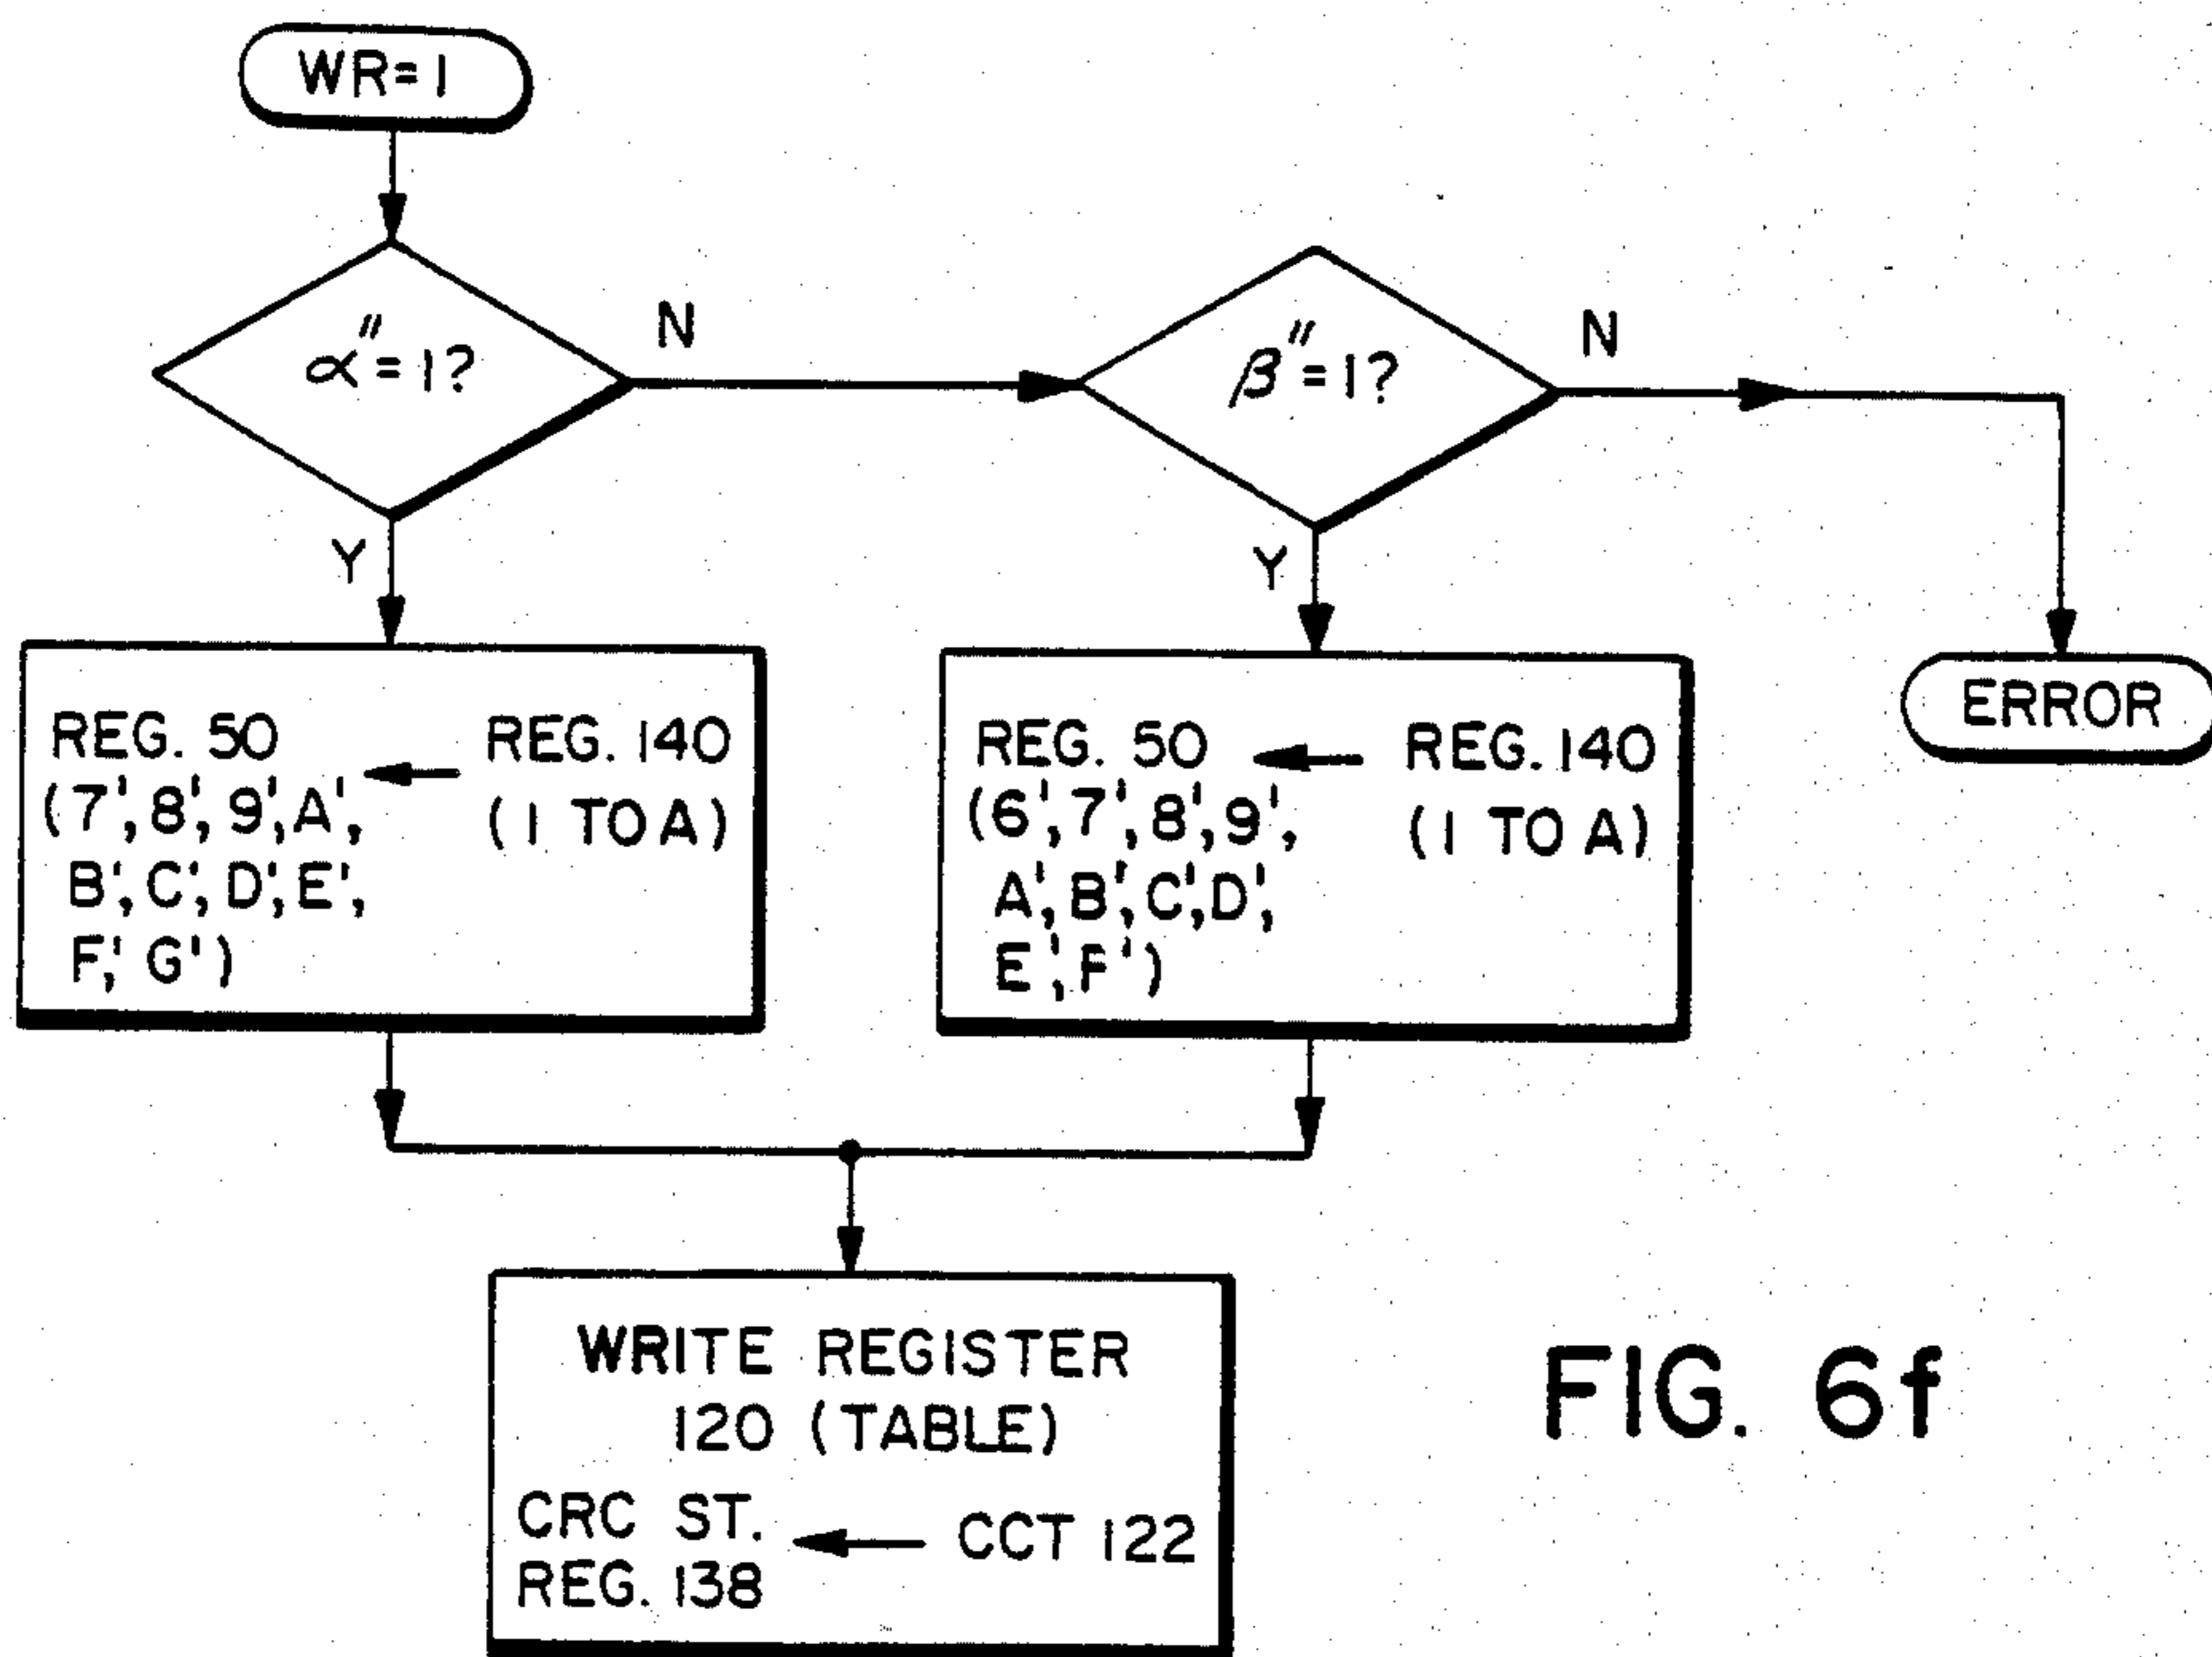 WR=1
α"=1?
N
β"=1?
N
Y
Y
REG. 50
(7',8',9',A',
B',C',D',E',
F',G')
REG. 140
(1 TO A)
REG. 50
(6',7',8',9',
A',B',C',D',
E',F')
REG. 140
(1 TO A)
ERROR
WRITE REGISTER
120 (TABLE)
CRC ST.
REG. 138
CCT 122
FIG. 6f